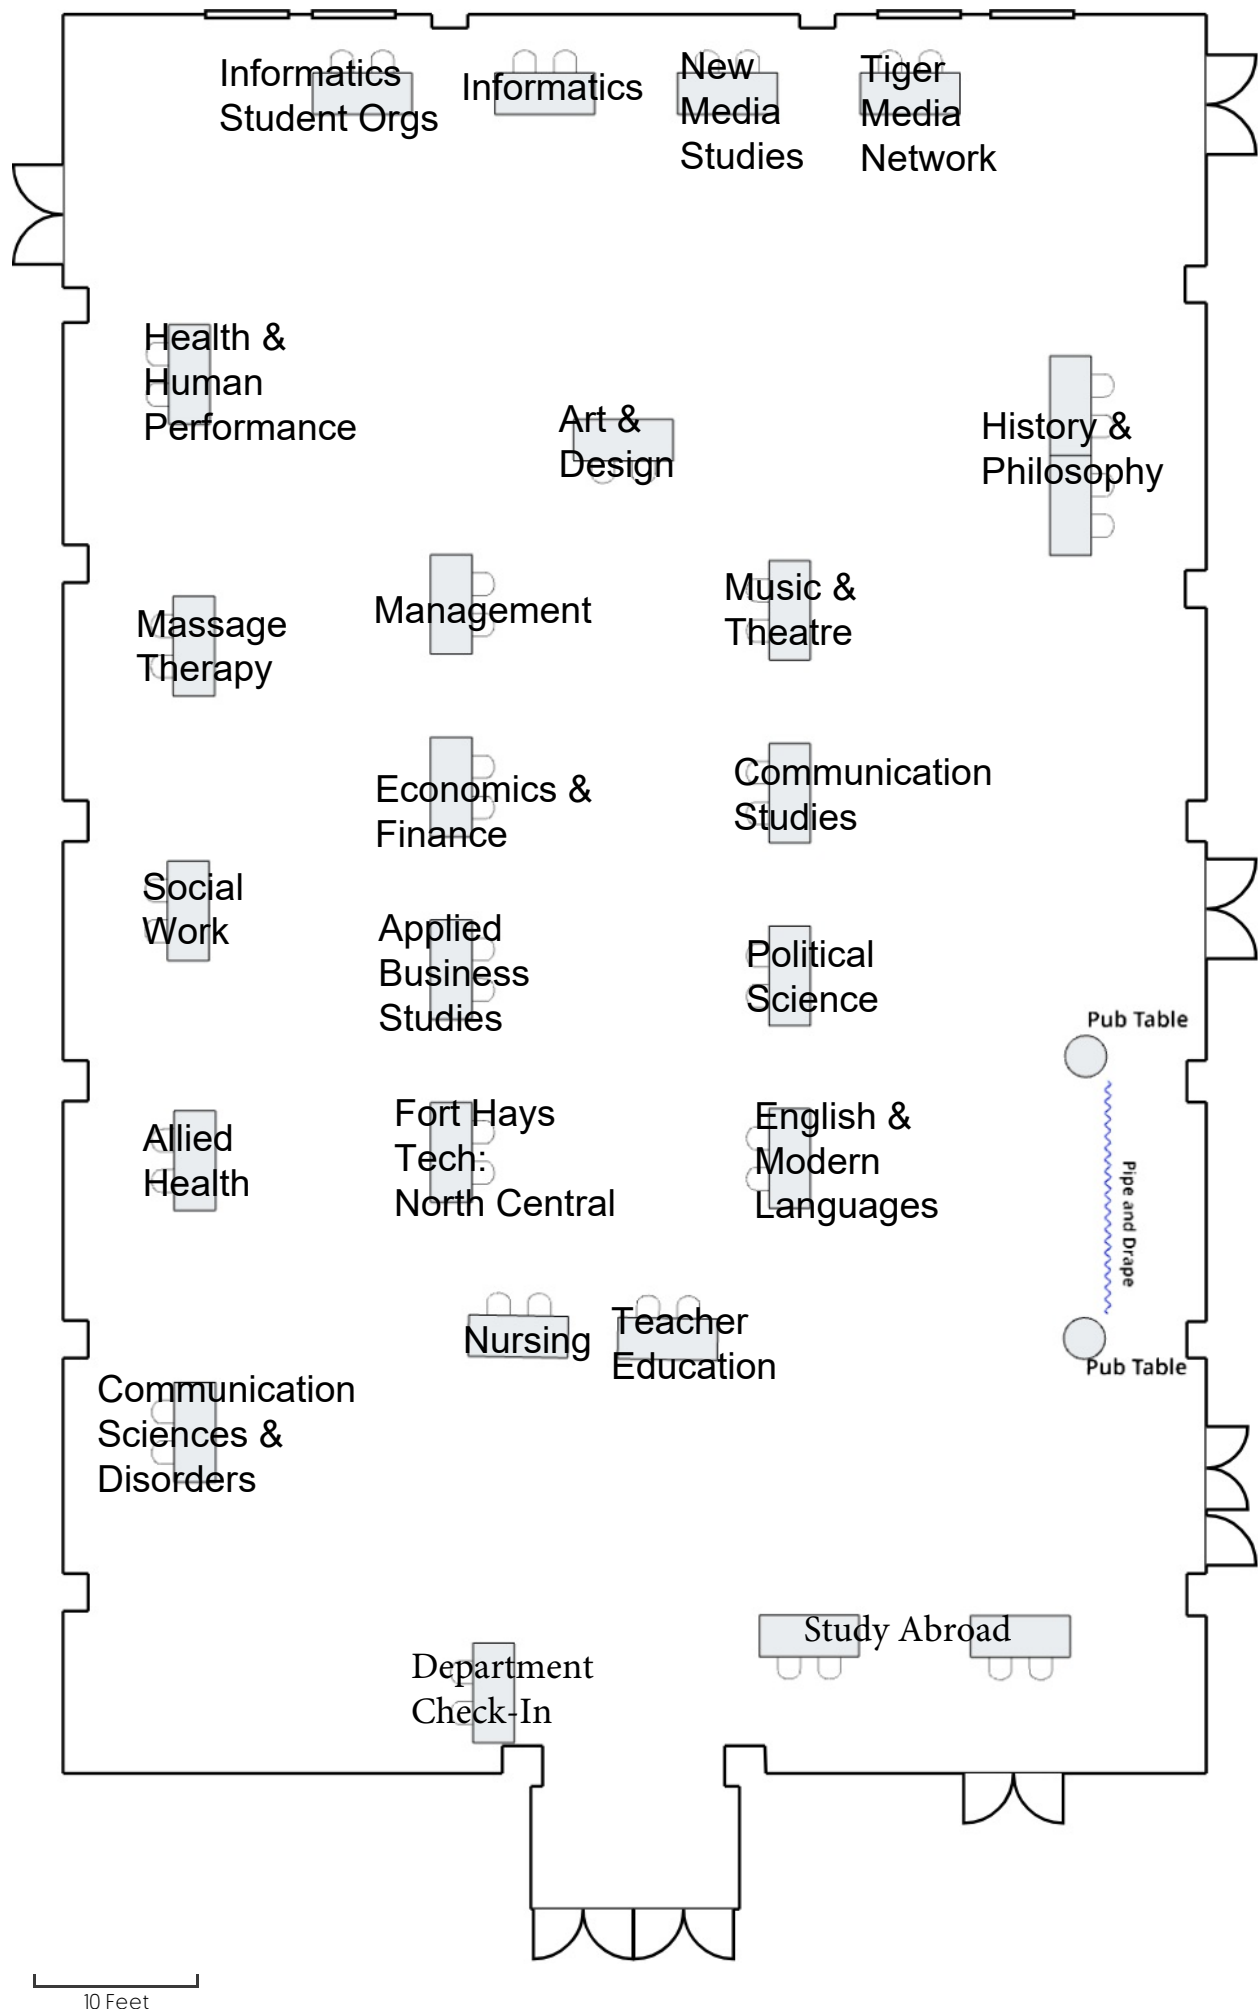 Informatics
Student Orgs
Informatics
New
Media
Studies
Tiger
Media
Network
Health &
Human
Performance
Art &
Design
History &
Philosophy
Massage
Therapy
Management
Music &
Theatre
Economics &
Finance
Communication
Studies
Social
Work
Applied
Business
Studies
Political
Science
Pub Table
Allied
Health
Fort Hays
Tech:
North Central
English &
Modern
Languages
Pipe and Drape
Nursing
Teacher
Education
Pub Table
Communication
Sciences &
Disorders
Study Abroad
Department
Check-In
10 Feet